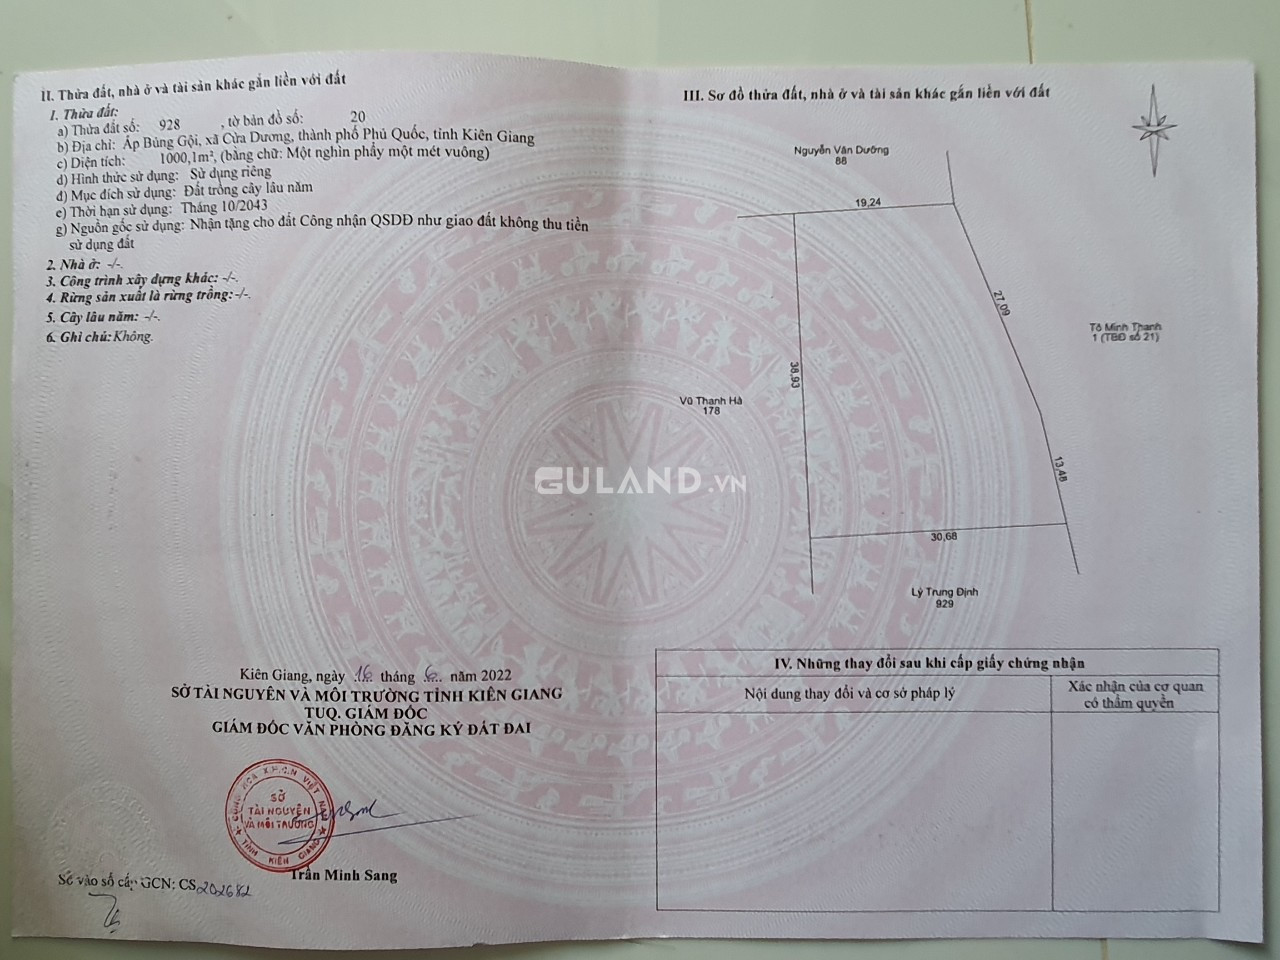 II. Thửa đất, nhà ở và tài sản khác gắn liền với đất
1. Thửa đất:
a) Thửa đất số: 928 , tờ bản đồ số: 20
b) Địa chỉ: Ấp Bủng Gội, xã Cửa Dương, thành phố Phú Quốc, tỉnh Kiên Giang
c) Diện tích: 1000,1m², (bằng chữ: Một nghìn phẩy một mét vuông)
d) Hình thức sử dụng: Sử dụng riêng
đ) Mục đích sử dụng: Đất trồng cây lâu năm
e) Thời hạn sử dụng: Tháng 10/2043
g) Nguồn gốc sử dụng: Nhận tặng cho đất Công nhận QSDĐ như giao đất không thu tiền
sử dụng đất
2. Nhà ở: -/-.
3. Công trình xây dựng khác: -/-.
4. Rừng sản xuất là rừng trồng:-/-.
5. Cây lâu năm: -/-.
6. Ghi chú: Không.
Kiên Giang, ngày 16 tháng 6 năm 2022
SỞ TÀI NGUYÊN VÀ MÔI TRƯỜNG TỈNH KIÊN GIANG
TUQ. GIÁM ĐỐC
GIÁM ĐỐC VĂN PHÒNG ĐĂNG KÝ ĐẤT ĐAI
CỘNG HÒA X.H.C.N VIỆT NAM
SỞ
TÀI NGUYÊN
VÀ MÔI TRƯỜNG
TỈNH KIÊN GIANG
Trần Minh Sang
Số vào sổ cấp GCN: CS 202682
III. Sơ đồ thửa đất, nhà ở và tài sản khác gắn liền với đất
Nguyễn Văn Dưỡng
88
19,24
27,09
Tô Minh Thanh
1 (TBĐ số 21)
38,93
Vũ Thanh Hà
178
13,48
30,68
Lý Trung Định
929
GULAND.VN
IV. Những thay đổi sau khi cấp giấy chứng nhận
Nội dung thay đổi và cơ sở pháp lý
Xác nhận của cơ quan
có thẩm quyền